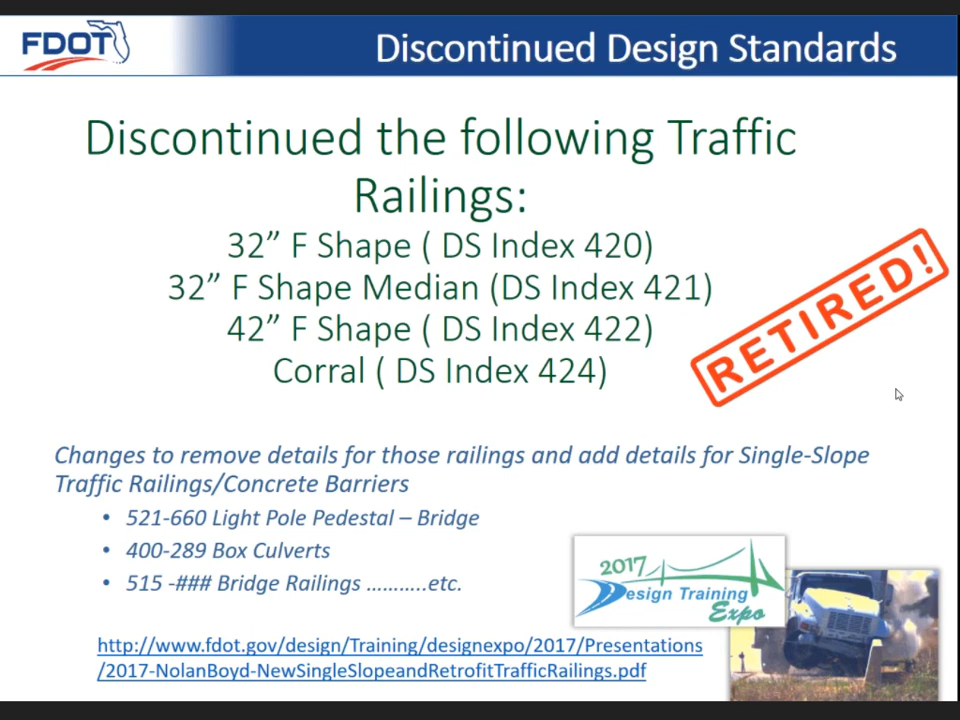 FDOT
Discontinued Design Standards
Discontinued the following Traffic
Railings:
32” F Shape ( DS Index 420)
32” F Shape Median (DS Index 421)
42” F Shape ( DS Index 422)
Corral ( DS Index 424)
RETIRED!
Changes to remove details for those railings and add details for Single-Slope
Traffic Railings/Concrete Barriers
• 521-660 Light Pole Pedestal – Bridge
• 400-289 Box Culverts
• 515 -### Bridge Railings ………..etc.
2017
Design Training
Expo
http://www.fdot.gov/design/Training/designexpo/2017/Presentations
/2017-NolanBoyd-NewSingleSlopeandRetrofitTrafficRailings.pdf